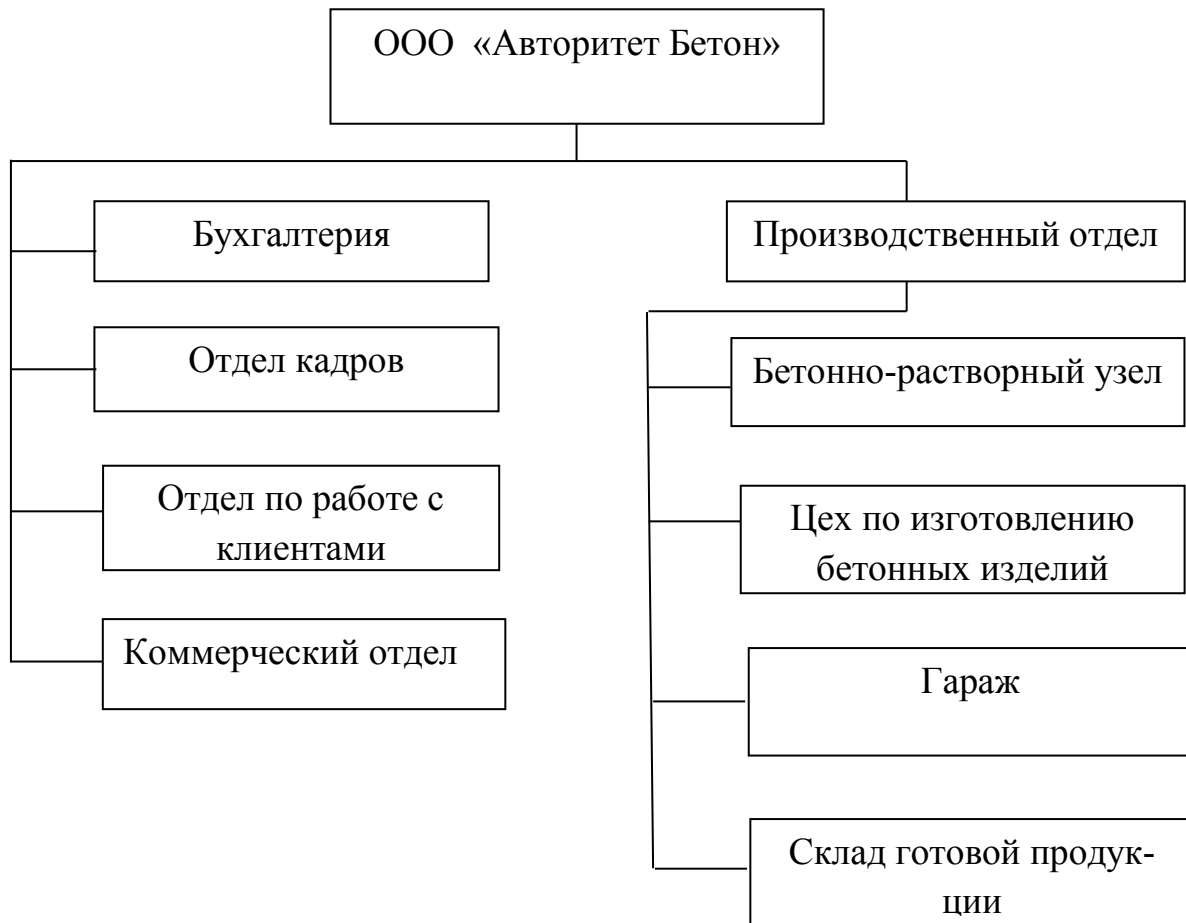 ООО «Авторитет Бетон»
Бухгалтерия
Отдел кадров
Отдел по работе с
клиентами
Коммерческий отдел
Производственный отдел
Бетонно-растворный узел
Цех по изготовлению
бетонных изделий
Гараж
Склад готовой продук-
ции